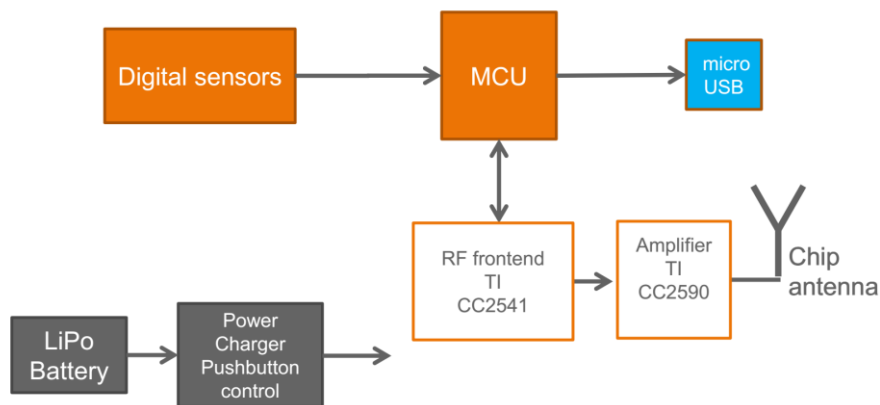 Digital sensors
MCU
micro
USB
RF frontend
TI
CC2541
Amplifier
TI
CC2590
Chip
antenna
LiPo
Battery
Power
Charger
Pushbutton
control